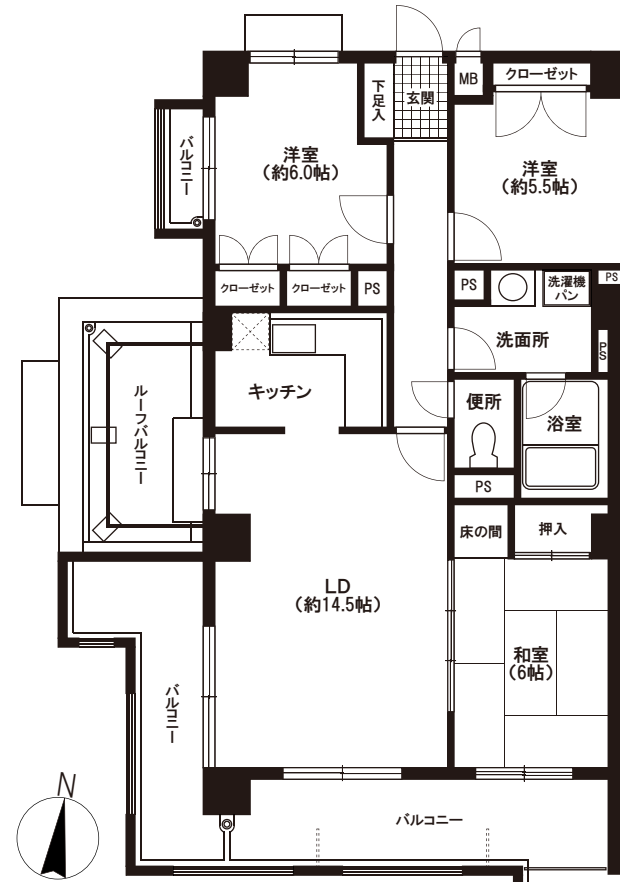 下足入
玄関
MB
クローゼット
バルコニー
洋室
(約6.0帖)
洋室
(約5.5帖)
クローゼット
クローゼット
PS
PS
洗濯機
パン
PS
洗面所
PS
ルーフバルコニー
キッチン
便所
浴室
PS
床の間
押入
LD
(約14.5帖)
和室
(6帖)
バルコニー
N
バルコニー